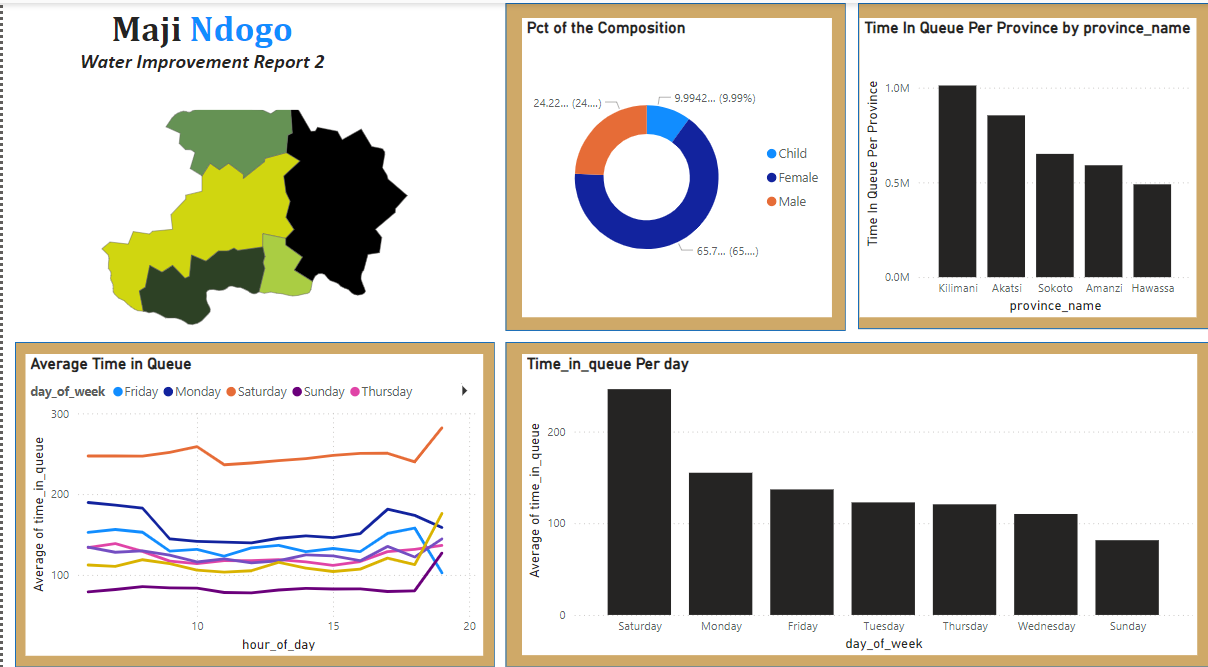 Maji Ndogo
Water Improvement Report 2
Pct of the Composition
24.22... (24....)
9.9942... (9.99%)
65.7... (65....)
Child
Female
Male
Time In Queue Per Province by province_name
Time In Queue Per Province
1.0M
0.5M
0.0M
Kilimani Akatsi Sokoto Amanzi Hawassa
province_name
Average Time in Queue
day_of_week Friday Monday Saturday Sunday Thursday
Average of time_in_queue
300
200
100
10 15 20
hour_of_day
Time_in_queue Per day
Average of time_in_queue
200
100
0
Saturday Monday Friday Tuesday Thursday Wednesday Sunday
day_of_week